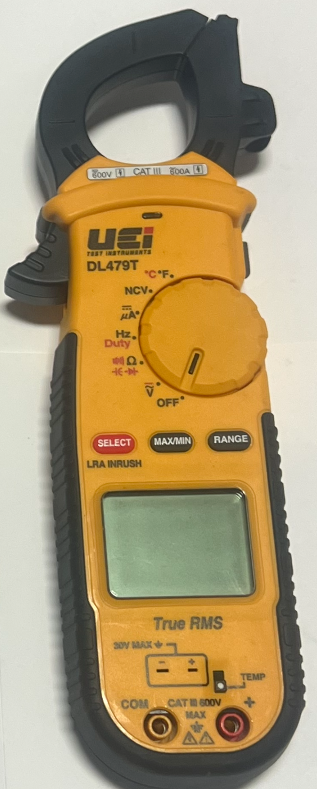 600V CAT III 600A
UEi
TEST INSTRUMENTS
DL479T
°C°F
NCV
μA
Hz
Duty
Ω
V
OFF
SELECT MAX/MIN RANGE
LRA INRUSH
True RMS
30V MAX
- +
TEMP
COM CAT III 600V +
MAX